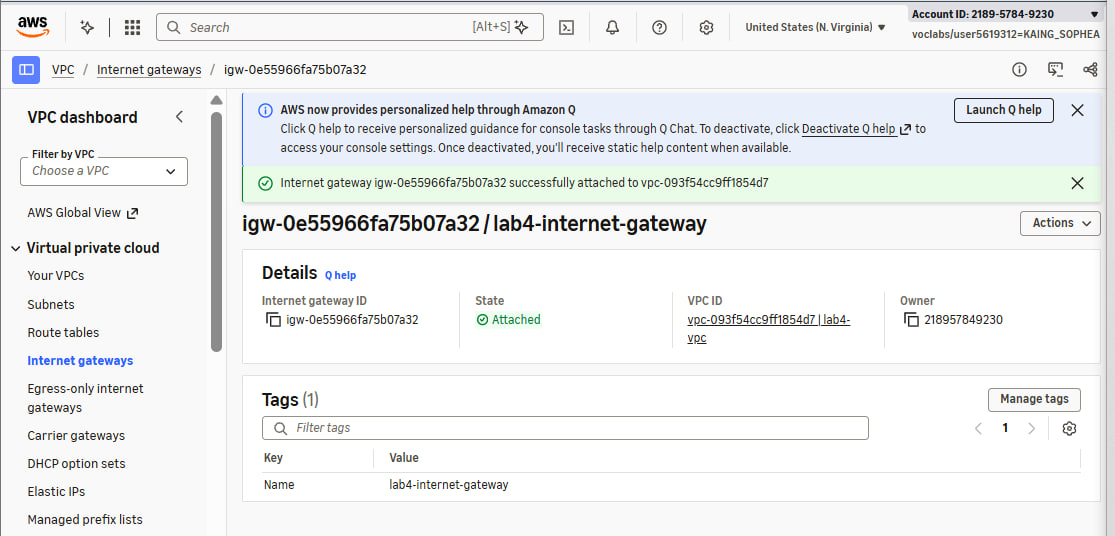 aws
Search
[Alt+S]
United States (N. Virginia)
Account ID: 2189-5784-9230
voclabs/user5619312=KAING_SOPHEA
VPC / Internet gateways / igw-0e55966fa75b07a32
VPC dashboard
Filter by VPC
Choose a VPC
AWS Global View
Virtual private cloud
Your VPCs
Subnets
Route tables
Internet gateways
Egress-only internet
gateways
Carrier gateways
DHCP option sets
Elastic IPs
Managed prefix lists
AWS now provides personalized help through Amazon Q
Click Q help to receive personalized guidance for console tasks through Q Chat. To deactivate, click Deactivate Q help to
access your console settings. Once deactivated, you'll receive static help content when available.
Launch Q help
Internet gateway igw-0e55966fa75b07a32 successfully attached to vpc-093f54cc9ff1854d7
igw-0e55966fa75b07a32 / lab4-internet-gateway
Actions
Details Q help
Internet gateway ID
igw-0e55966fa75b07a32
State
Attached
VPC ID
vpc-093f54cc9ff1854d7 | lab4-
vpc
Owner
218957849230
Tags (1)
Manage tags
Filter tags
1
Key Value
Name lab4-internet-gateway